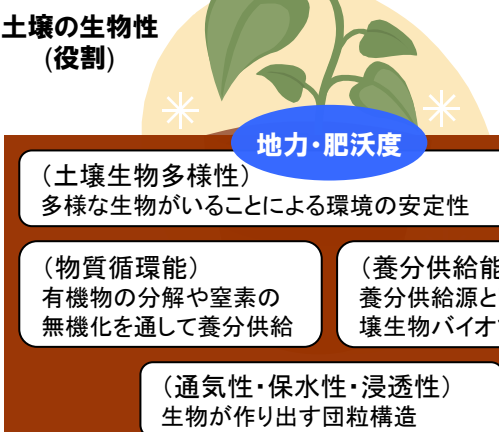 土壌の生物性
(役割)
地力・肥沃度
（土壌生物多様性）
多様な生物がいることによる環境の安定性
（物質循環能）
有機物の分解や窒素の
無機化を通して養分供給
（養分供給能
養分供給源と
壌生物バイオ
（通気性・保水性・浸透性）
生物が作り出す団粒構造